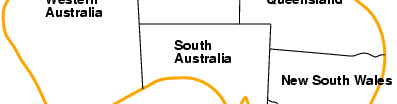 Western
Australia
Queensland
South
Australia
New South Wales